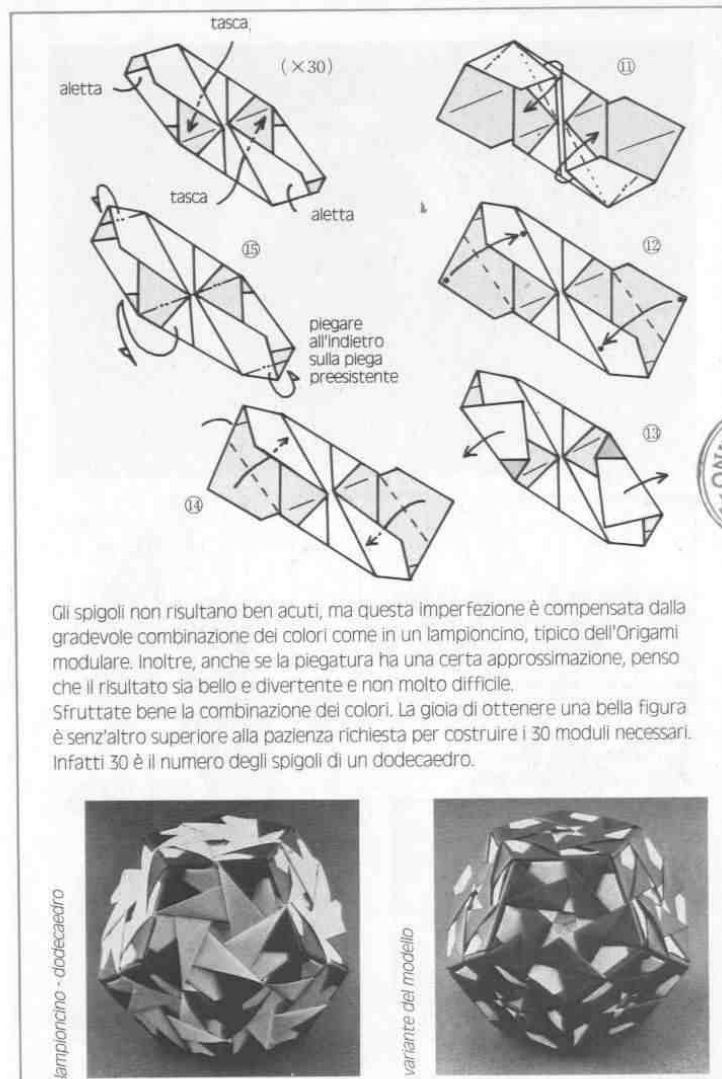 tasca
(×30)
aletta
tasca
aletta
⑪
⑫
⑮
piegare
all'indietro
sulla piega
preesistente
⑬
⑭
Gli spigoli non risultano ben acuti, ma questa imperfezione è compensata dalla
gradevole combinazione dei colori come in un lampioncino, tipico dell'Origami
modulare. Inoltre, anche se la piegatura ha una certa approssimazione, penso
che il risultato sia bello e divertente e non molto difficile.
Sfruttate bene la combinazione dei colori. La gioia di ottenere una bella figura
è senz'altro superiore alla pazienza richiesta per costruire i 30 moduli necessari.
Infatti 30 è il numero degli spigoli di un dodecaedro.
lampioncino - dodecaedro
variante del modello